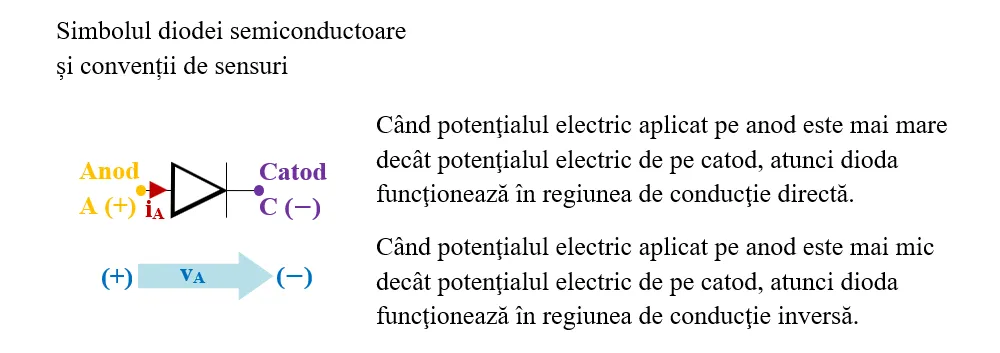 Simbolul diodei semiconductoare
și convenții de sensuri
Anod
A (+)
iA
Catod
C (−)
(+)
vA
(−)
Când potenţialul electric aplicat pe anod este mai mare
decât potenţialul electric de pe catod, atunci dioda
funcţionează în regiunea de conducţie directă.
Când potenţialul electric aplicat pe anod este mai mic
decât potenţialul electric de pe catod, atunci dioda
funcţionează în regiunea de conducţie inversă.